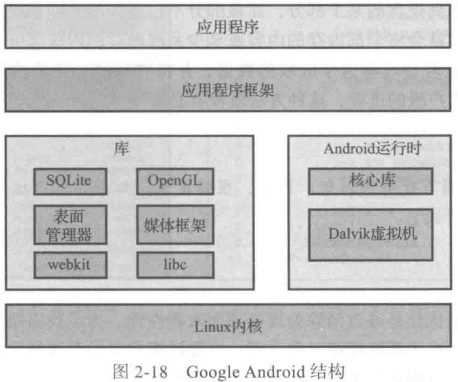 应用程序
应用程序框架
库
SQLite
OpenGL
表面
管理器
媒体框架
webkit
libc
Android运行时
核心库
Dalvik虚拟机
Linux内核
图 2-18 Google Android 结构